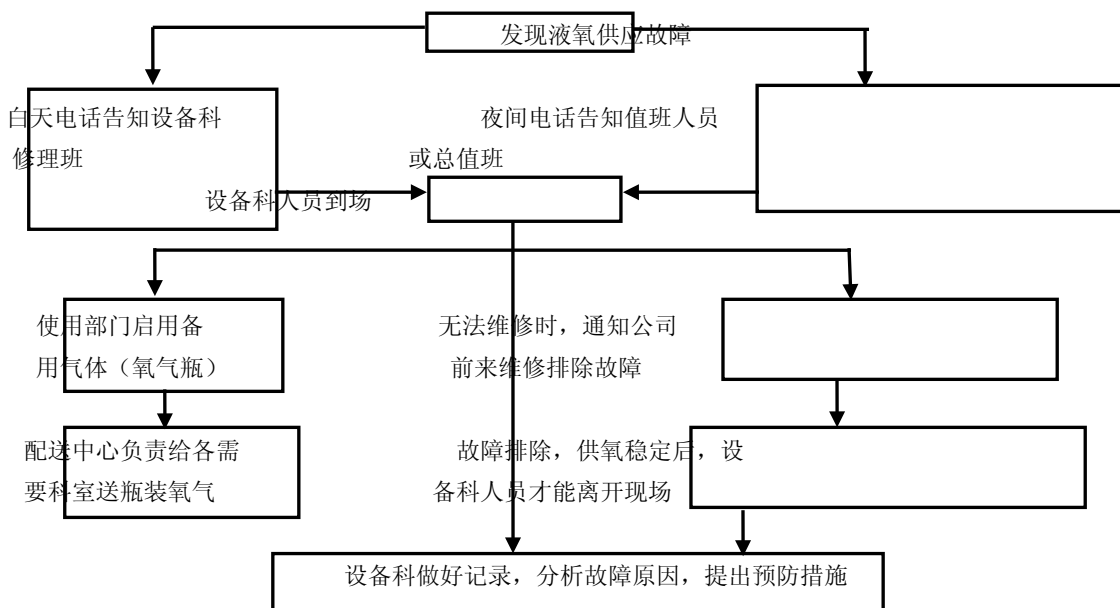 发现液氧供应故障
白天电话告知设备科
夜间电话告知值班人员
修理班
或总值班
设备科人员到场
使用部门启用备
无法维修时，通知公司
用气体（氧气瓶）
前来维修排除故障
配送中心负责给各需
故障排除，供氧稳定后，设
要科室送瓶装氧气
备科人员才能离开现场
设备科做好记录，分析故障原因，提出预防措施